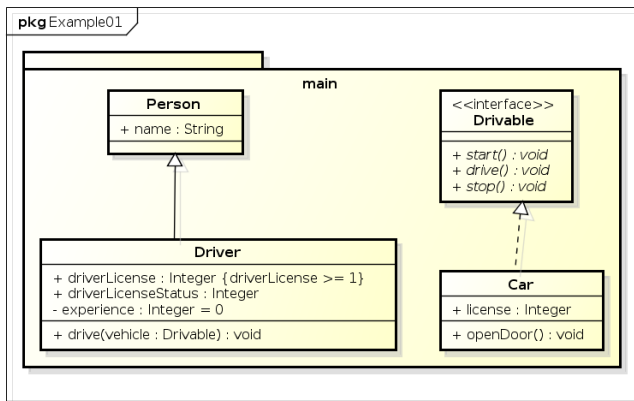 pkg Example01
main
Person
+ name : String
<<interface>>
Drivable
+ start() : void
+ drive() : void
+ stop() : void
Driver
+ driverLicense : Integer {driverLicense >= 1}
+ driverLicenseStatus : Integer
- experience : Integer = 0
+ drive(vehicle : Drivable) : void
Car
+ license : Integer
+ openDoor() : void